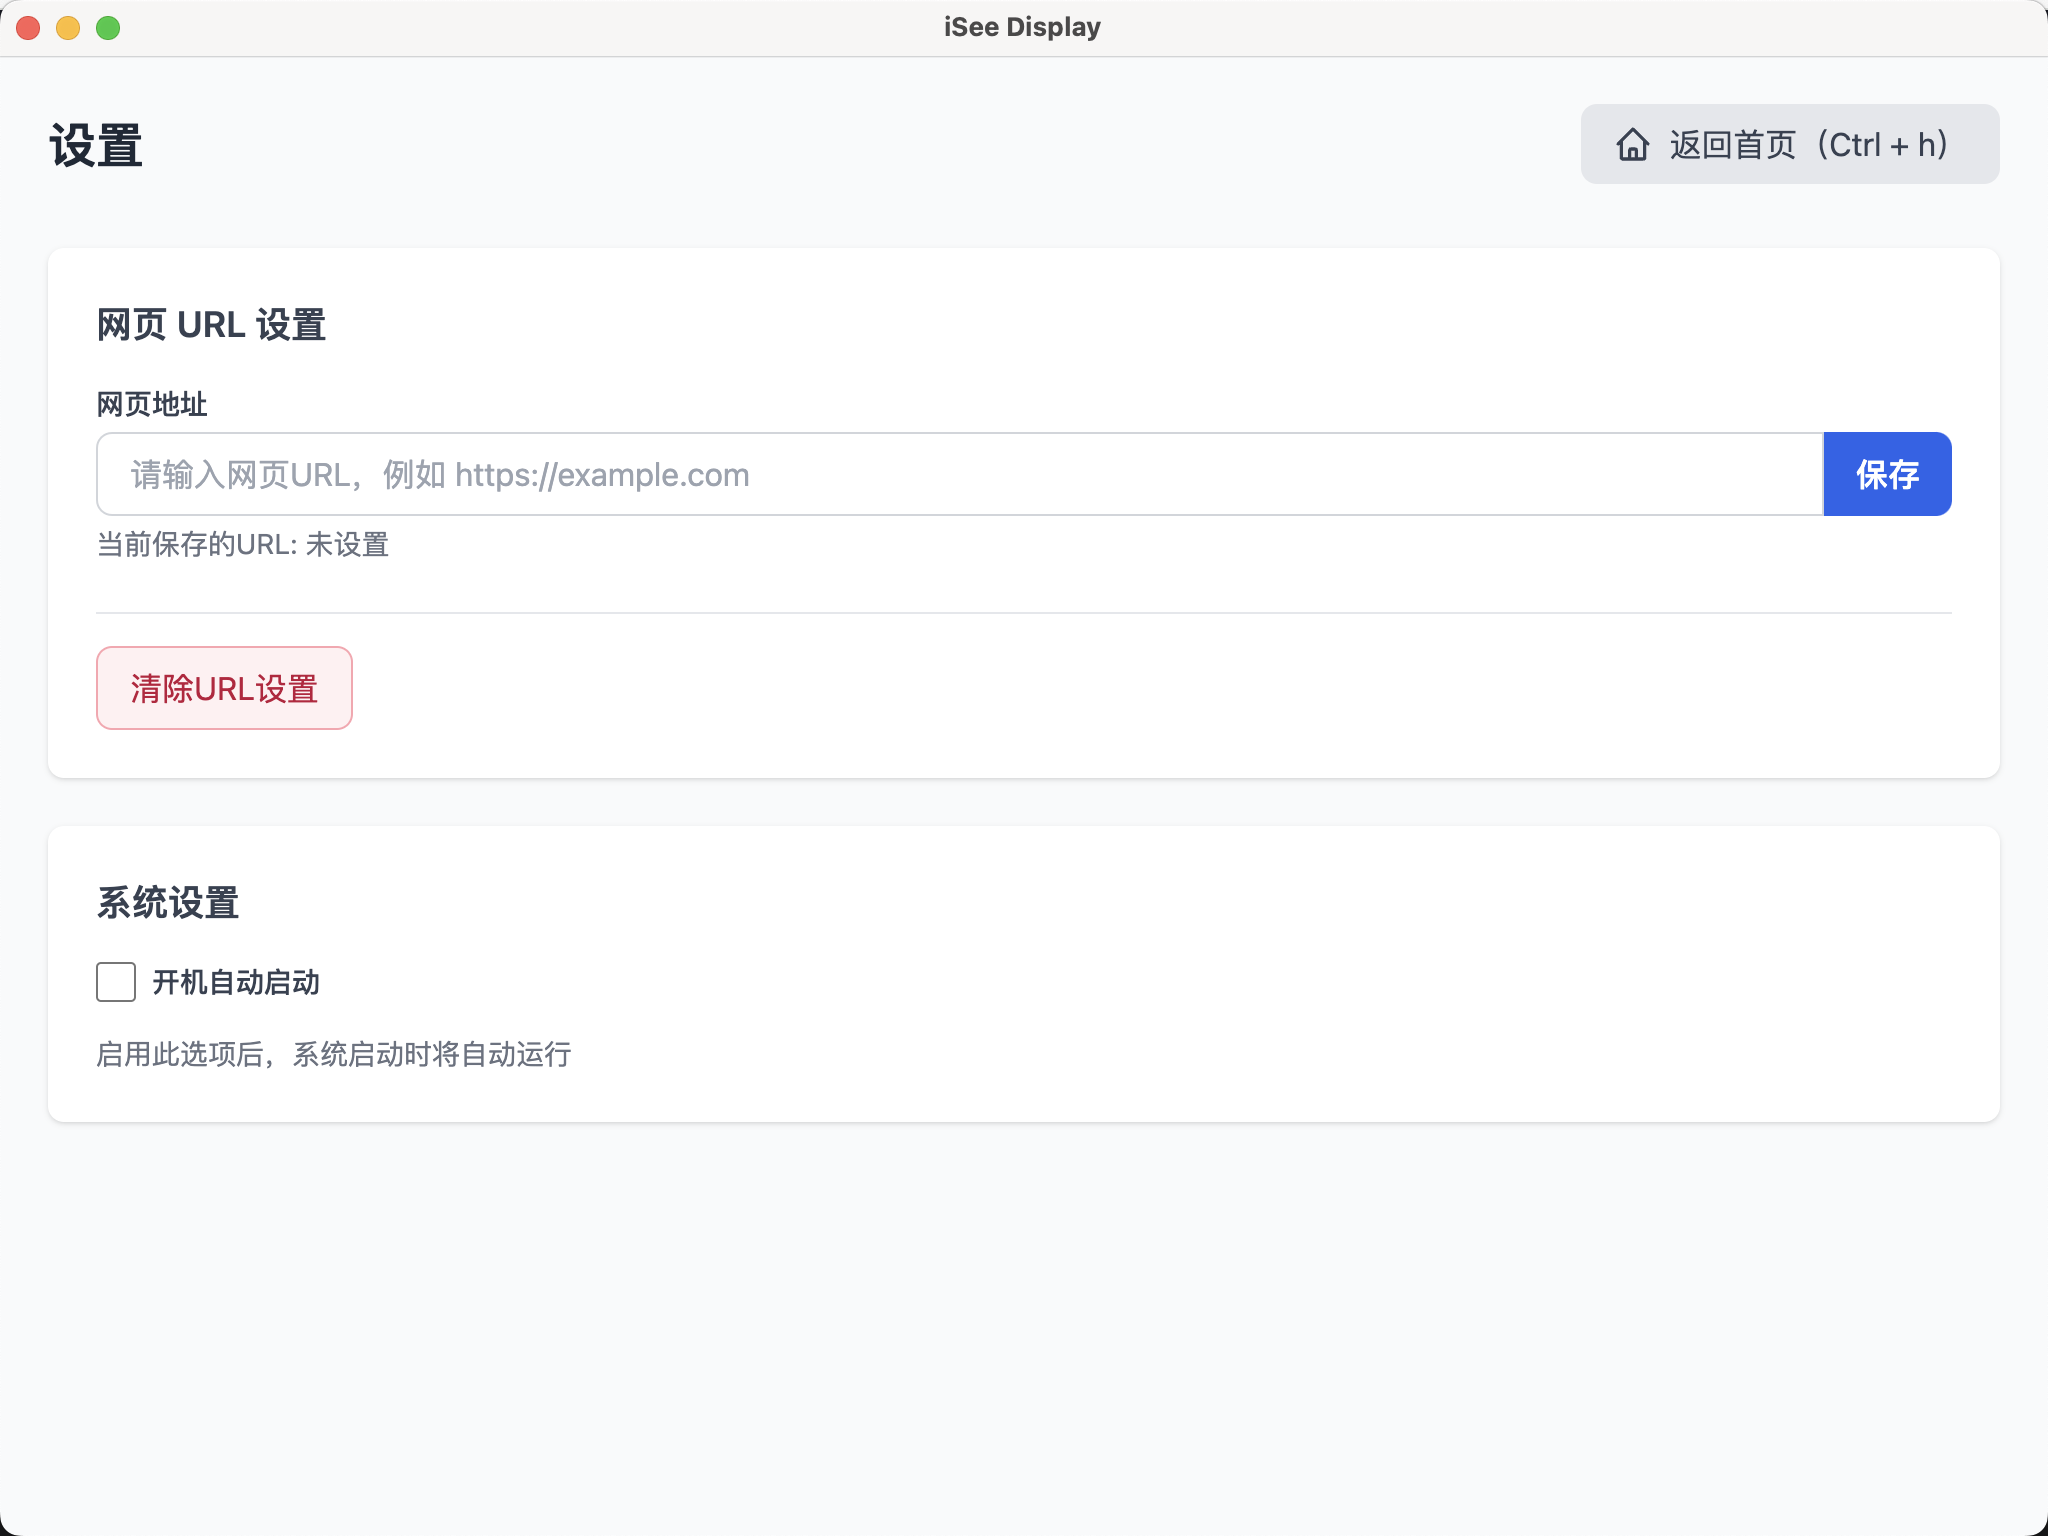 iSee Display
设置
返回首页（Ctrl + h）
网页 URL 设置
网页地址
请输入网页URL，例如 https://example.com
保存
当前保存的URL: 未设置
清除URL设置
系统设置
开机自动启动
启用此选项后，系统启动时将自动运行